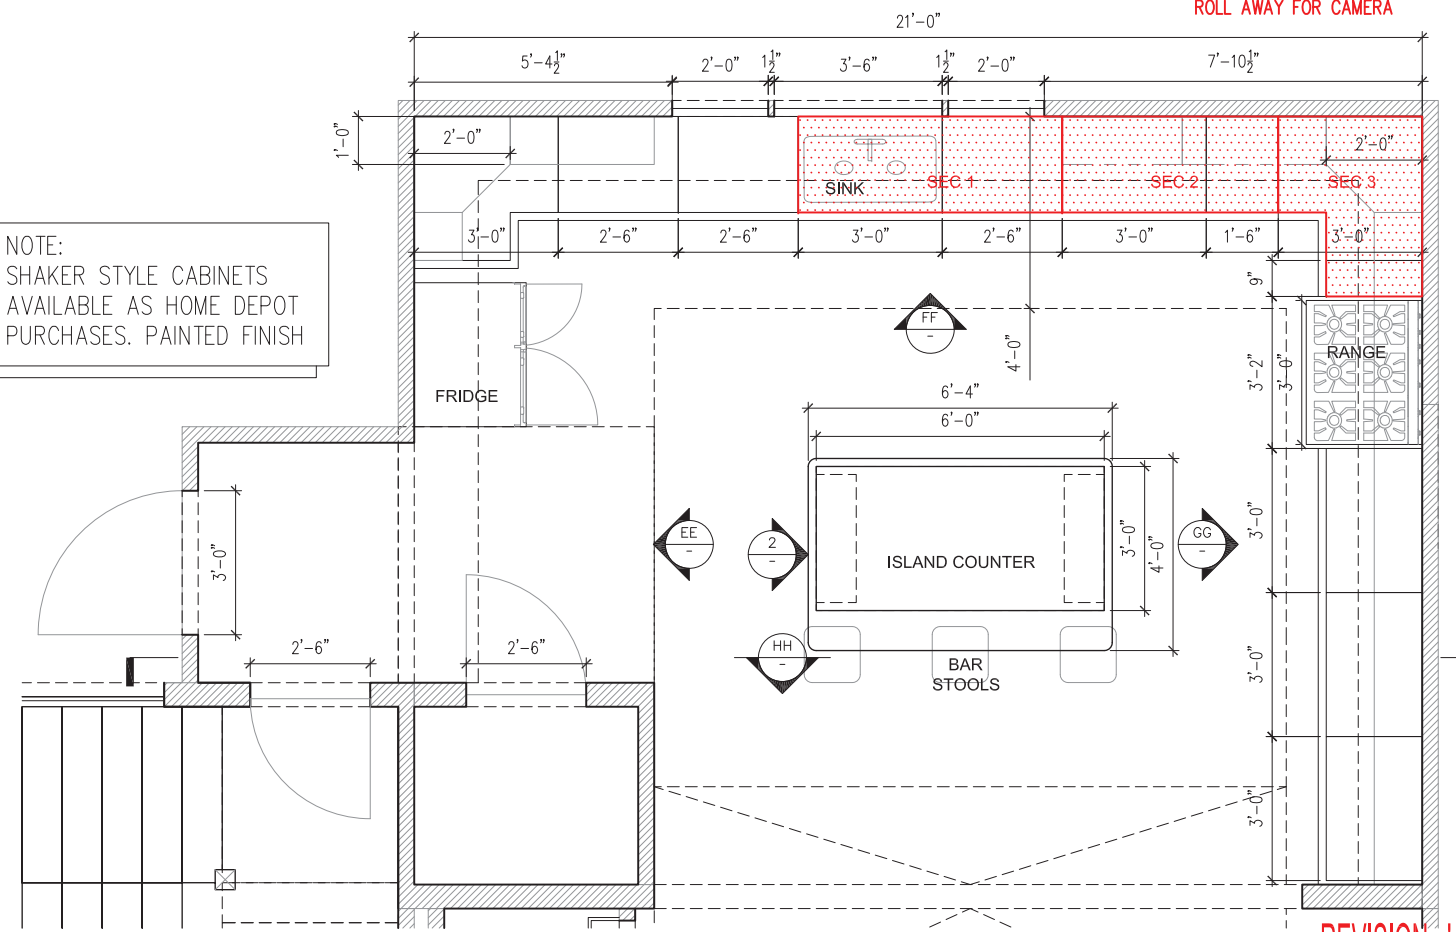 ROLL AWAY FOR CAMERA
21'-0"
5'-4½"
2'-0"
1½"
3'-6"
1½"
2'-0"
7'-10½"
1'-0"
2'-0"
2'-0"
SINK
SEC 1
SEC 2
SEC 3
3'-0"
2'-6"
2'-6"
3'-0"
2'-6"
3'-0"
1'-6"
3'-0"
NOTE:
SHAKER STYLE CABINETS
AVAILABLE AS HOME DEPOT
PURCHASES. PAINTED FINISH
9"
FF
-
4'-0"
3'-2"
3'-0"
RANGE
FRIDGE
6'-4"
6'-0"
EE
-
2
-
ISLAND COUNTER
3'-0"
4'-0"
GG
-
3'-0"
3'-0"
2'-6"
2'-6"
HH
-
BAR
STOOLS
3'-0"
3'-0"
REVISION